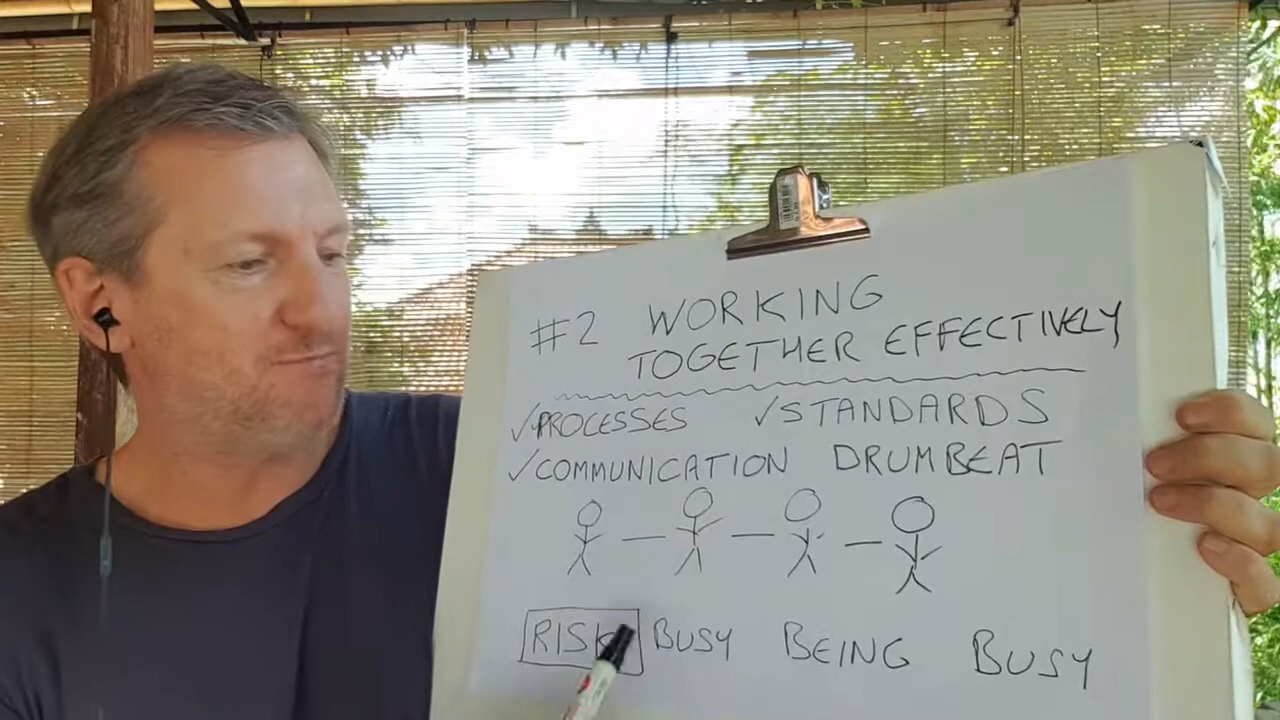 #2 WORKING
TOGETHER EFFECTIVELY
✓PROCESSES ✓STANDARDS
✓COMMUNICATION DRUMBEAT
RISK BUSY BEING BUSY